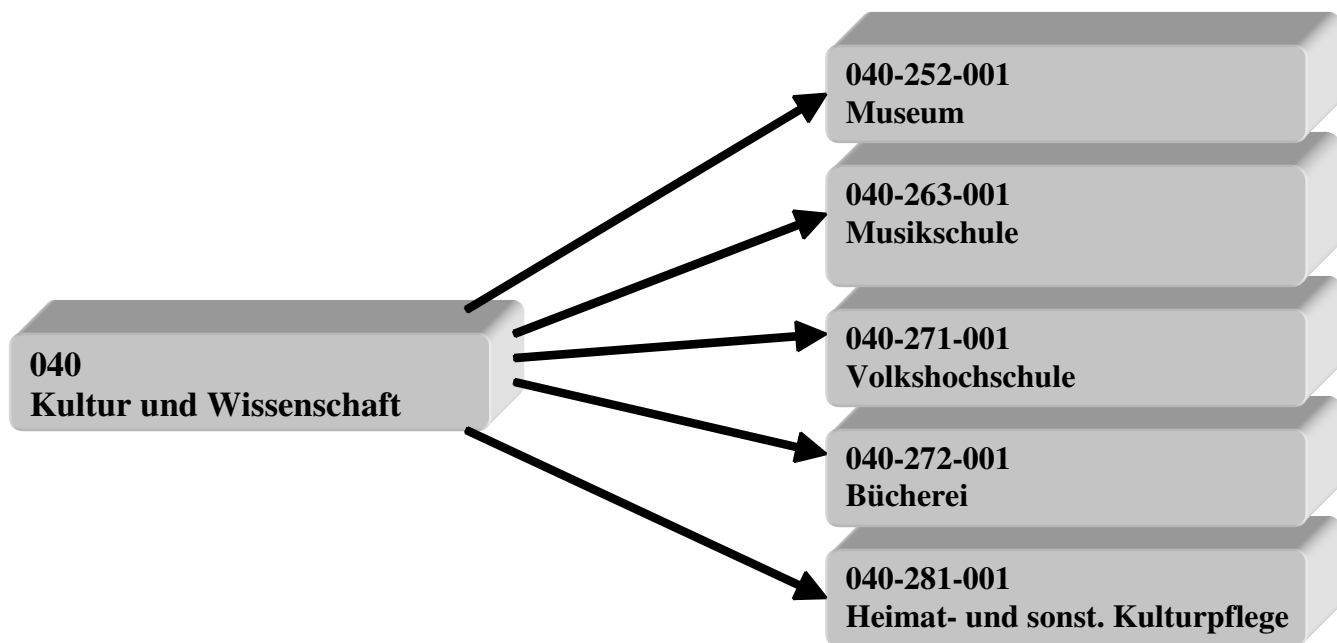 040-252-001
Museum
040-263-001
Musikschule
040
Kultur und Wissenschaft
040-271-001
Volkshochschule
040-272-001
Bücherei
040-281-001
Heimat- und sonst. Kulturpflege